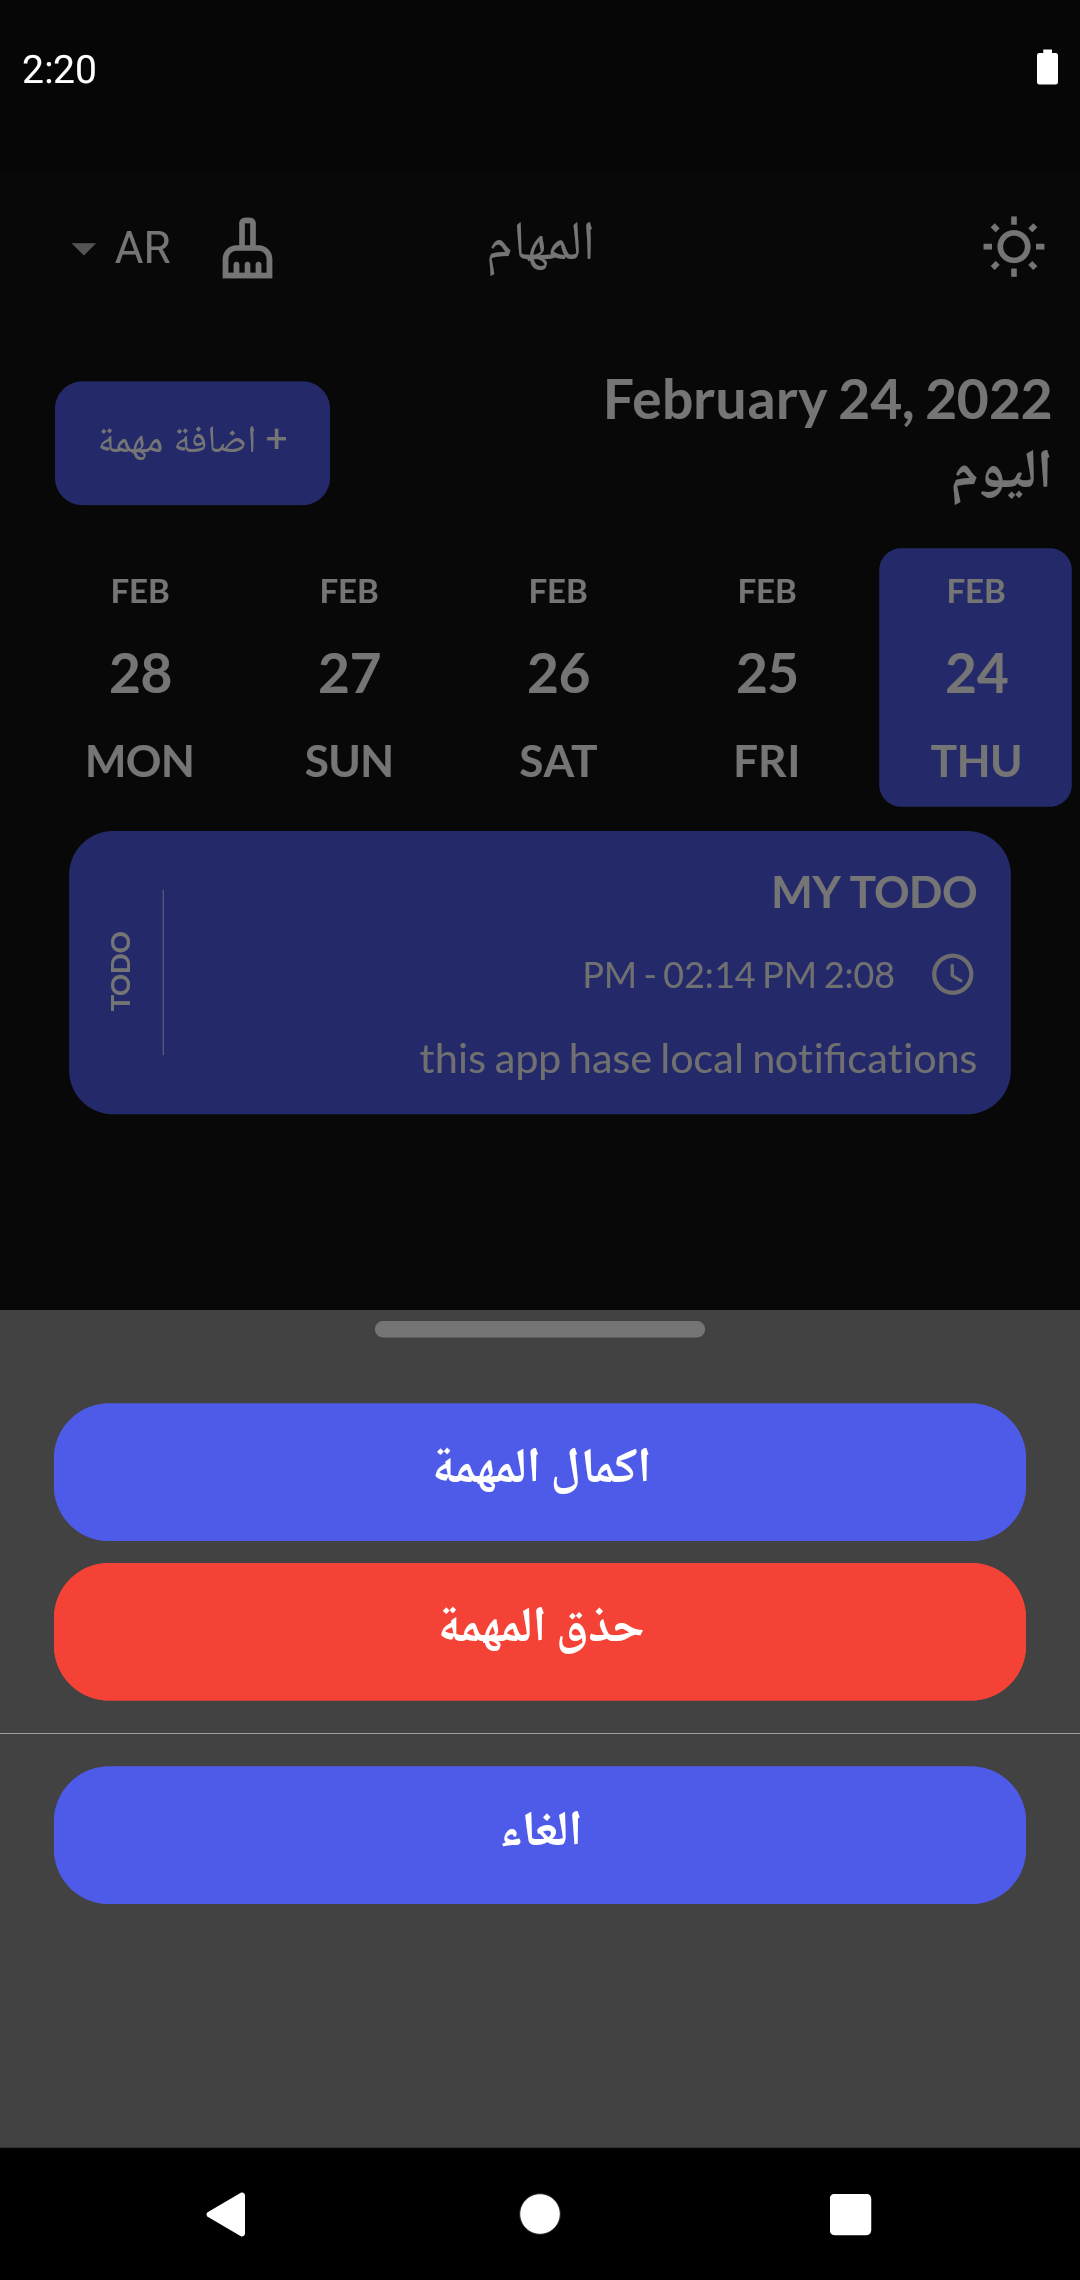 2:20
المهام
AR
February 24, 2022
اليوم
+ اضافة مهمة
FEB FEB FEB FEB FEB
28 27 26 25 24
MON SUN SAT FRI THU
MY TODO
PM - 02:14 PM 2:08
this app hase local notifications
TODO
اكمال المهمة
حذق المهمة
الغاء